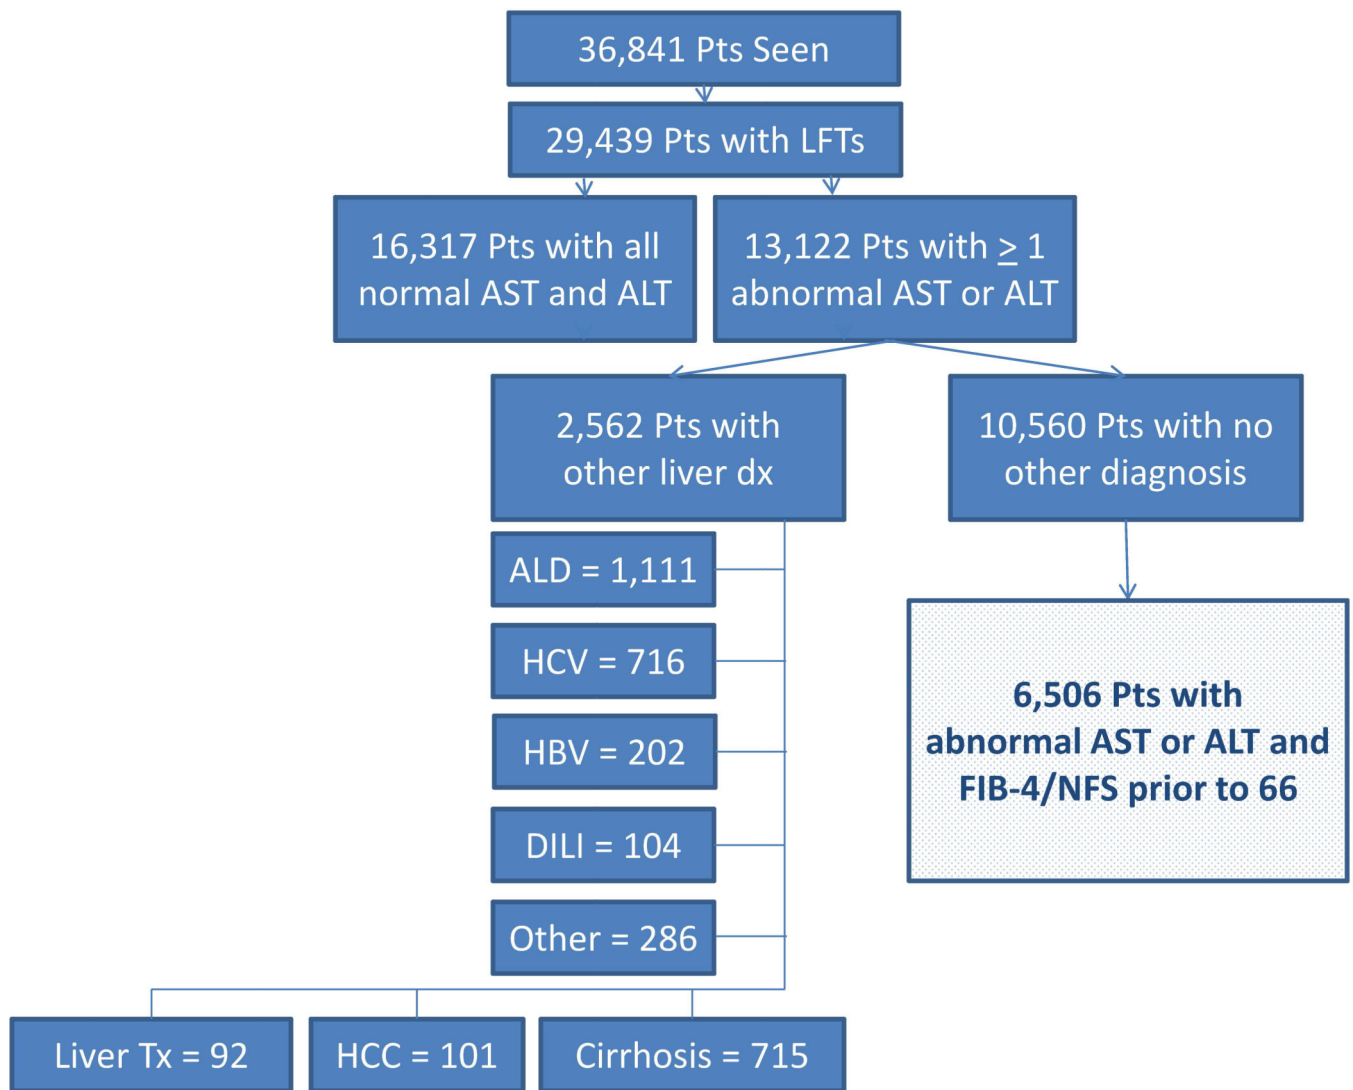 36,841 Pts Seen
29,439 Pts with LFTs
16,317 Pts with all
normal AST and ALT
13,122 Pts with ≥ 1
abnormal AST or ALT
2,562 Pts with
other liver dx
10,560 Pts with no
other diagnosis
ALD = 1,111
HCV = 716
HBV = 202
DILI = 104
Other = 286
6,506 Pts with
abnormal AST or ALT and
FIB-4/NFS prior to 66
Liver Tx = 92
HCC = 101
Cirrhosis = 715